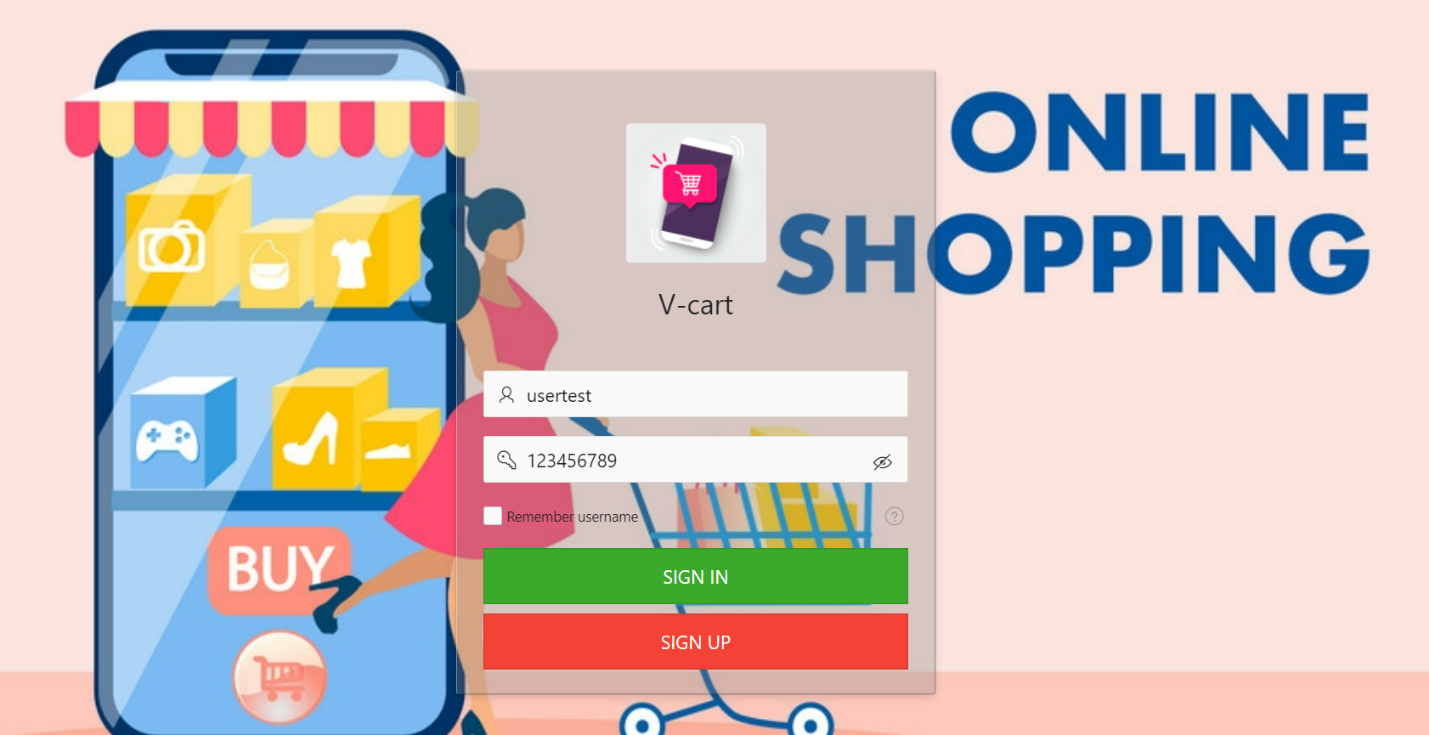 ONLINE
SHOPPING
V-cart
usertest
123456789
Remember username
?
SIGN IN
SIGN UP
BUY